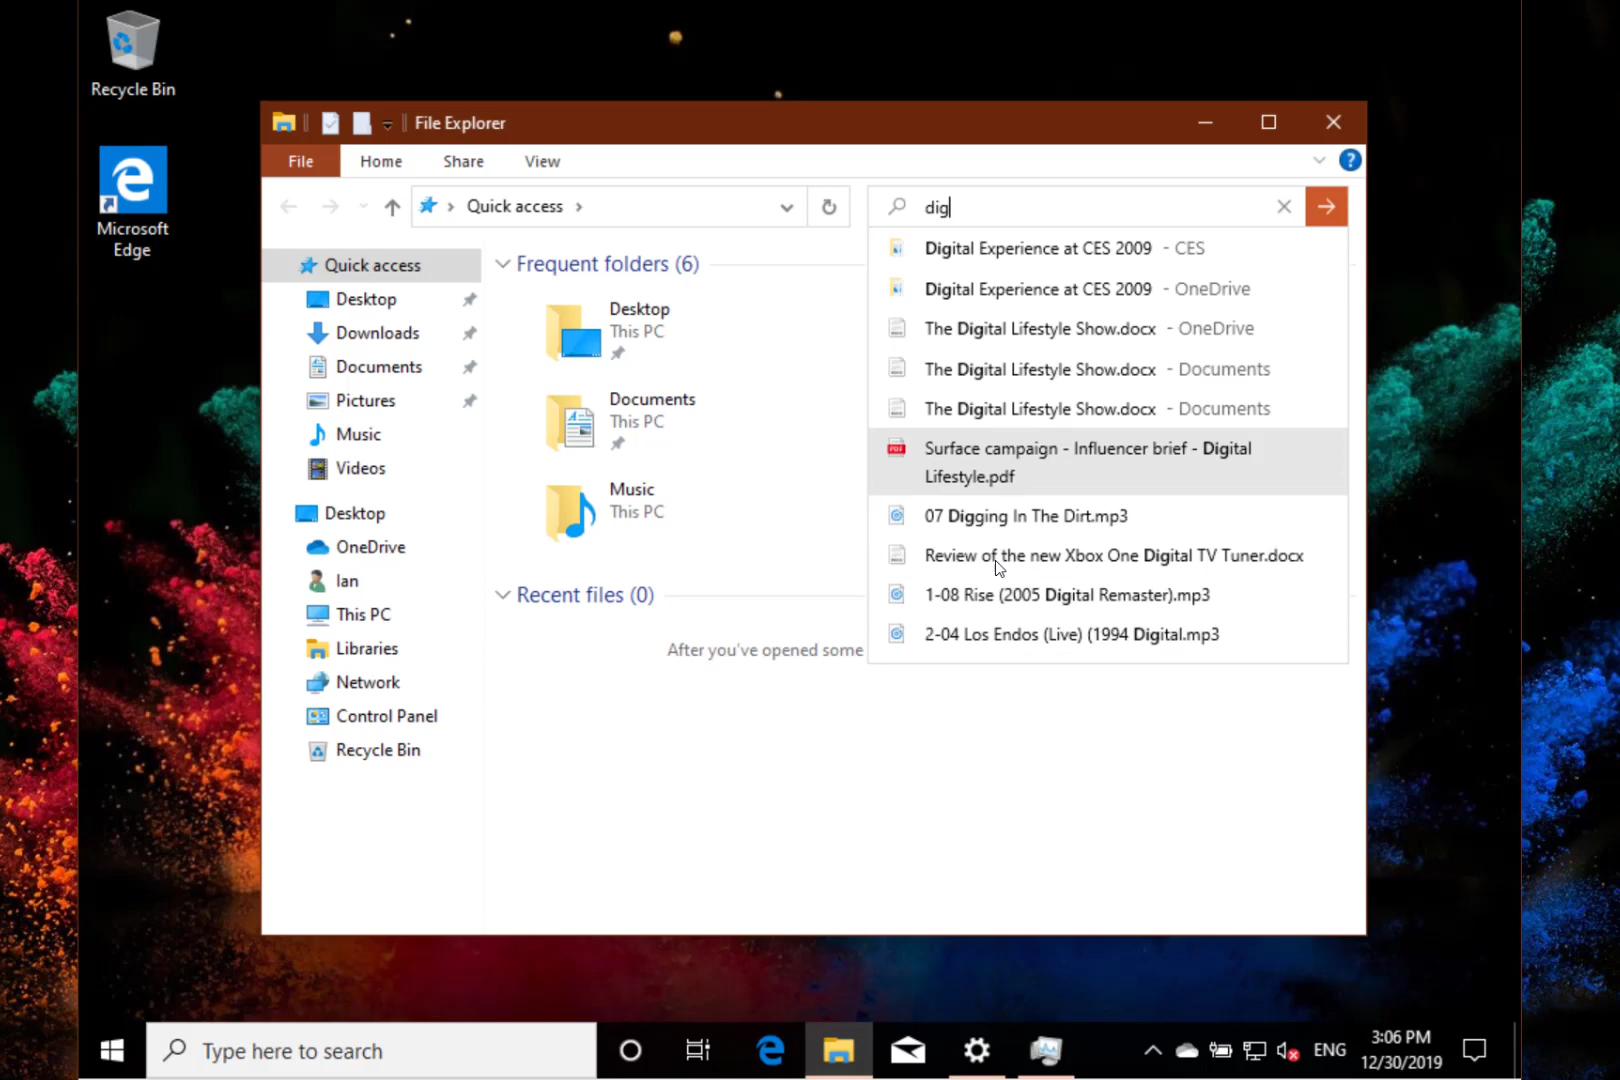 Recycle Bin
Microsoft
Edge
File Explorer
File
Home
Share
View
?
Quick access
dig
Quick access
Desktop
Downloads
Documents
Pictures
Music
Videos
Desktop
OneDrive
Ian
This PC
Libraries
Network
Control Panel
Recycle Bin
Frequent folders (6)
Desktop
This PC
Documents
This PC
Music
This PC
Recent files (0)
After you've opened some
Digital Experience at CES 2009 - CES
Digital Experience at CES 2009 - OneDrive
The Digital Lifestyle Show.docx - OneDrive
The Digital Lifestyle Show.docx - Documents
The Digital Lifestyle Show.docx - Documents
PDF
Surface campaign - Influencer brief - Digital
Lifestyle.pdf
07 Digging In The Dirt.mp3
Review of the new Xbox One Digital TV Tuner.docx
1-08 Rise (2005 Digital Remaster).mp3
2-04 Los Endos (Live) (1994 Digital.mp3
Type here to search
ENG
3:06 PM
12/30/2019